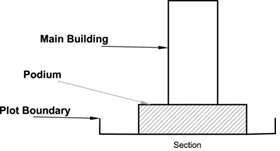 Main Building
Podium
Plot Boundary
Section